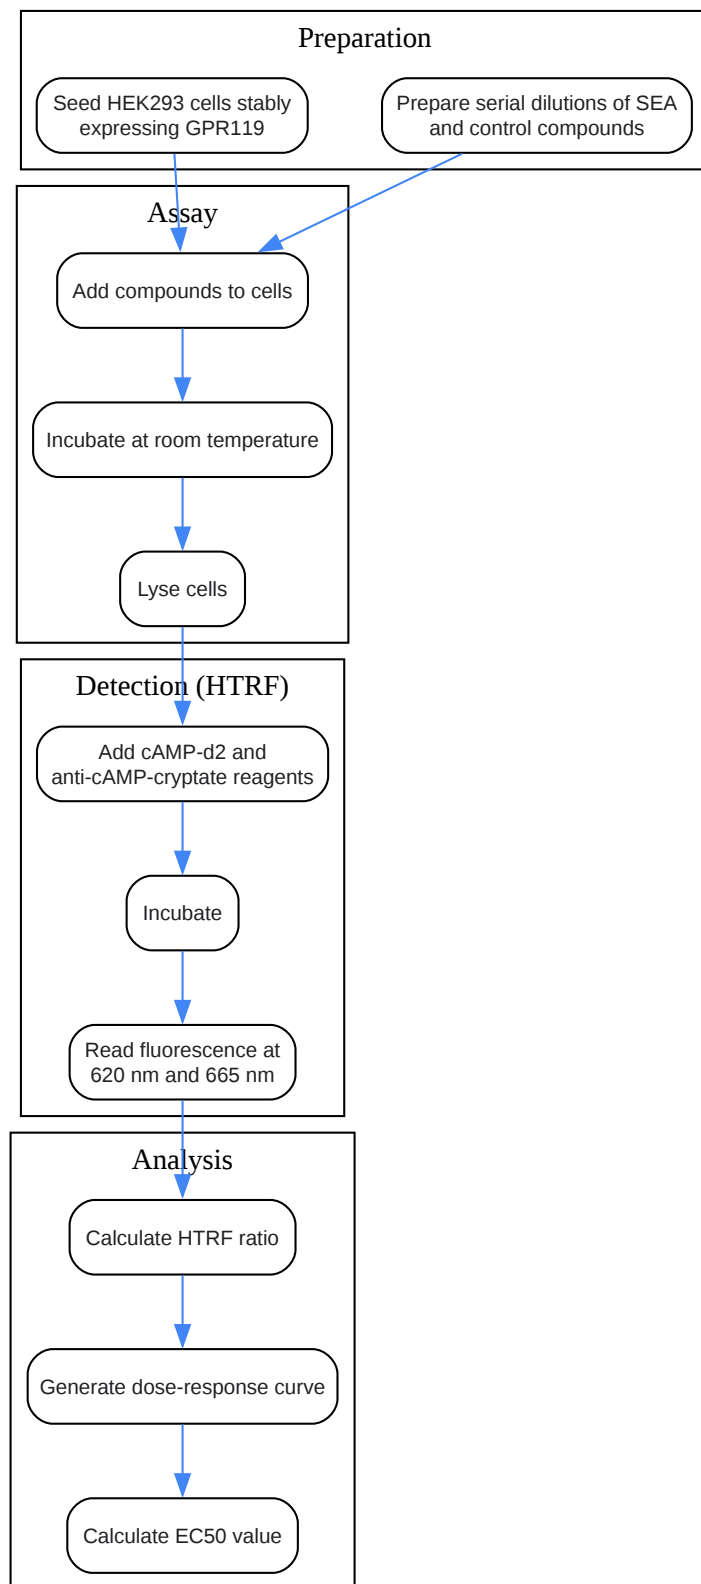 Preparation
Seed HEK293 cells stably
expressing GPR119
Prepare serial dilutions of SEA
and control compounds
Assay
Add compounds to cells
Incubate at room temperature
Lyse cells
Detection (HTRF)
Add cAMP-d2 and
anti-cAMP-cryptate reagents
Incubate
Read fluorescence at
620 nm and 665 nm
Analysis
Calculate HTRF ratio
Generate dose-response curve
Calculate EC50 value